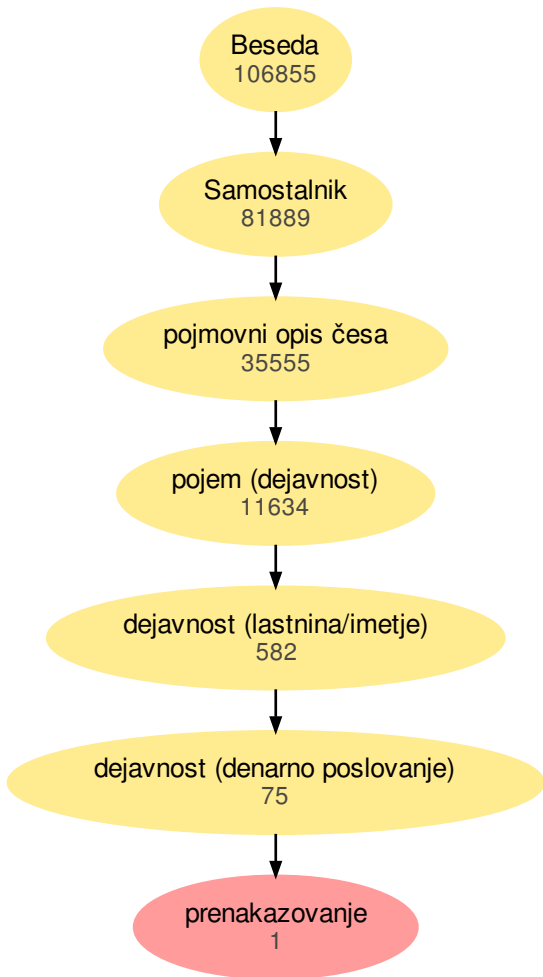 Beseda
106855
Samostalnik
81889
pojmovni opis česa
35555
pojem (dejavnost)
11634
dejavnost (lastnina/imetje)
582
dejavnost (denarno poslovanje)
75
prenakazovanje
1